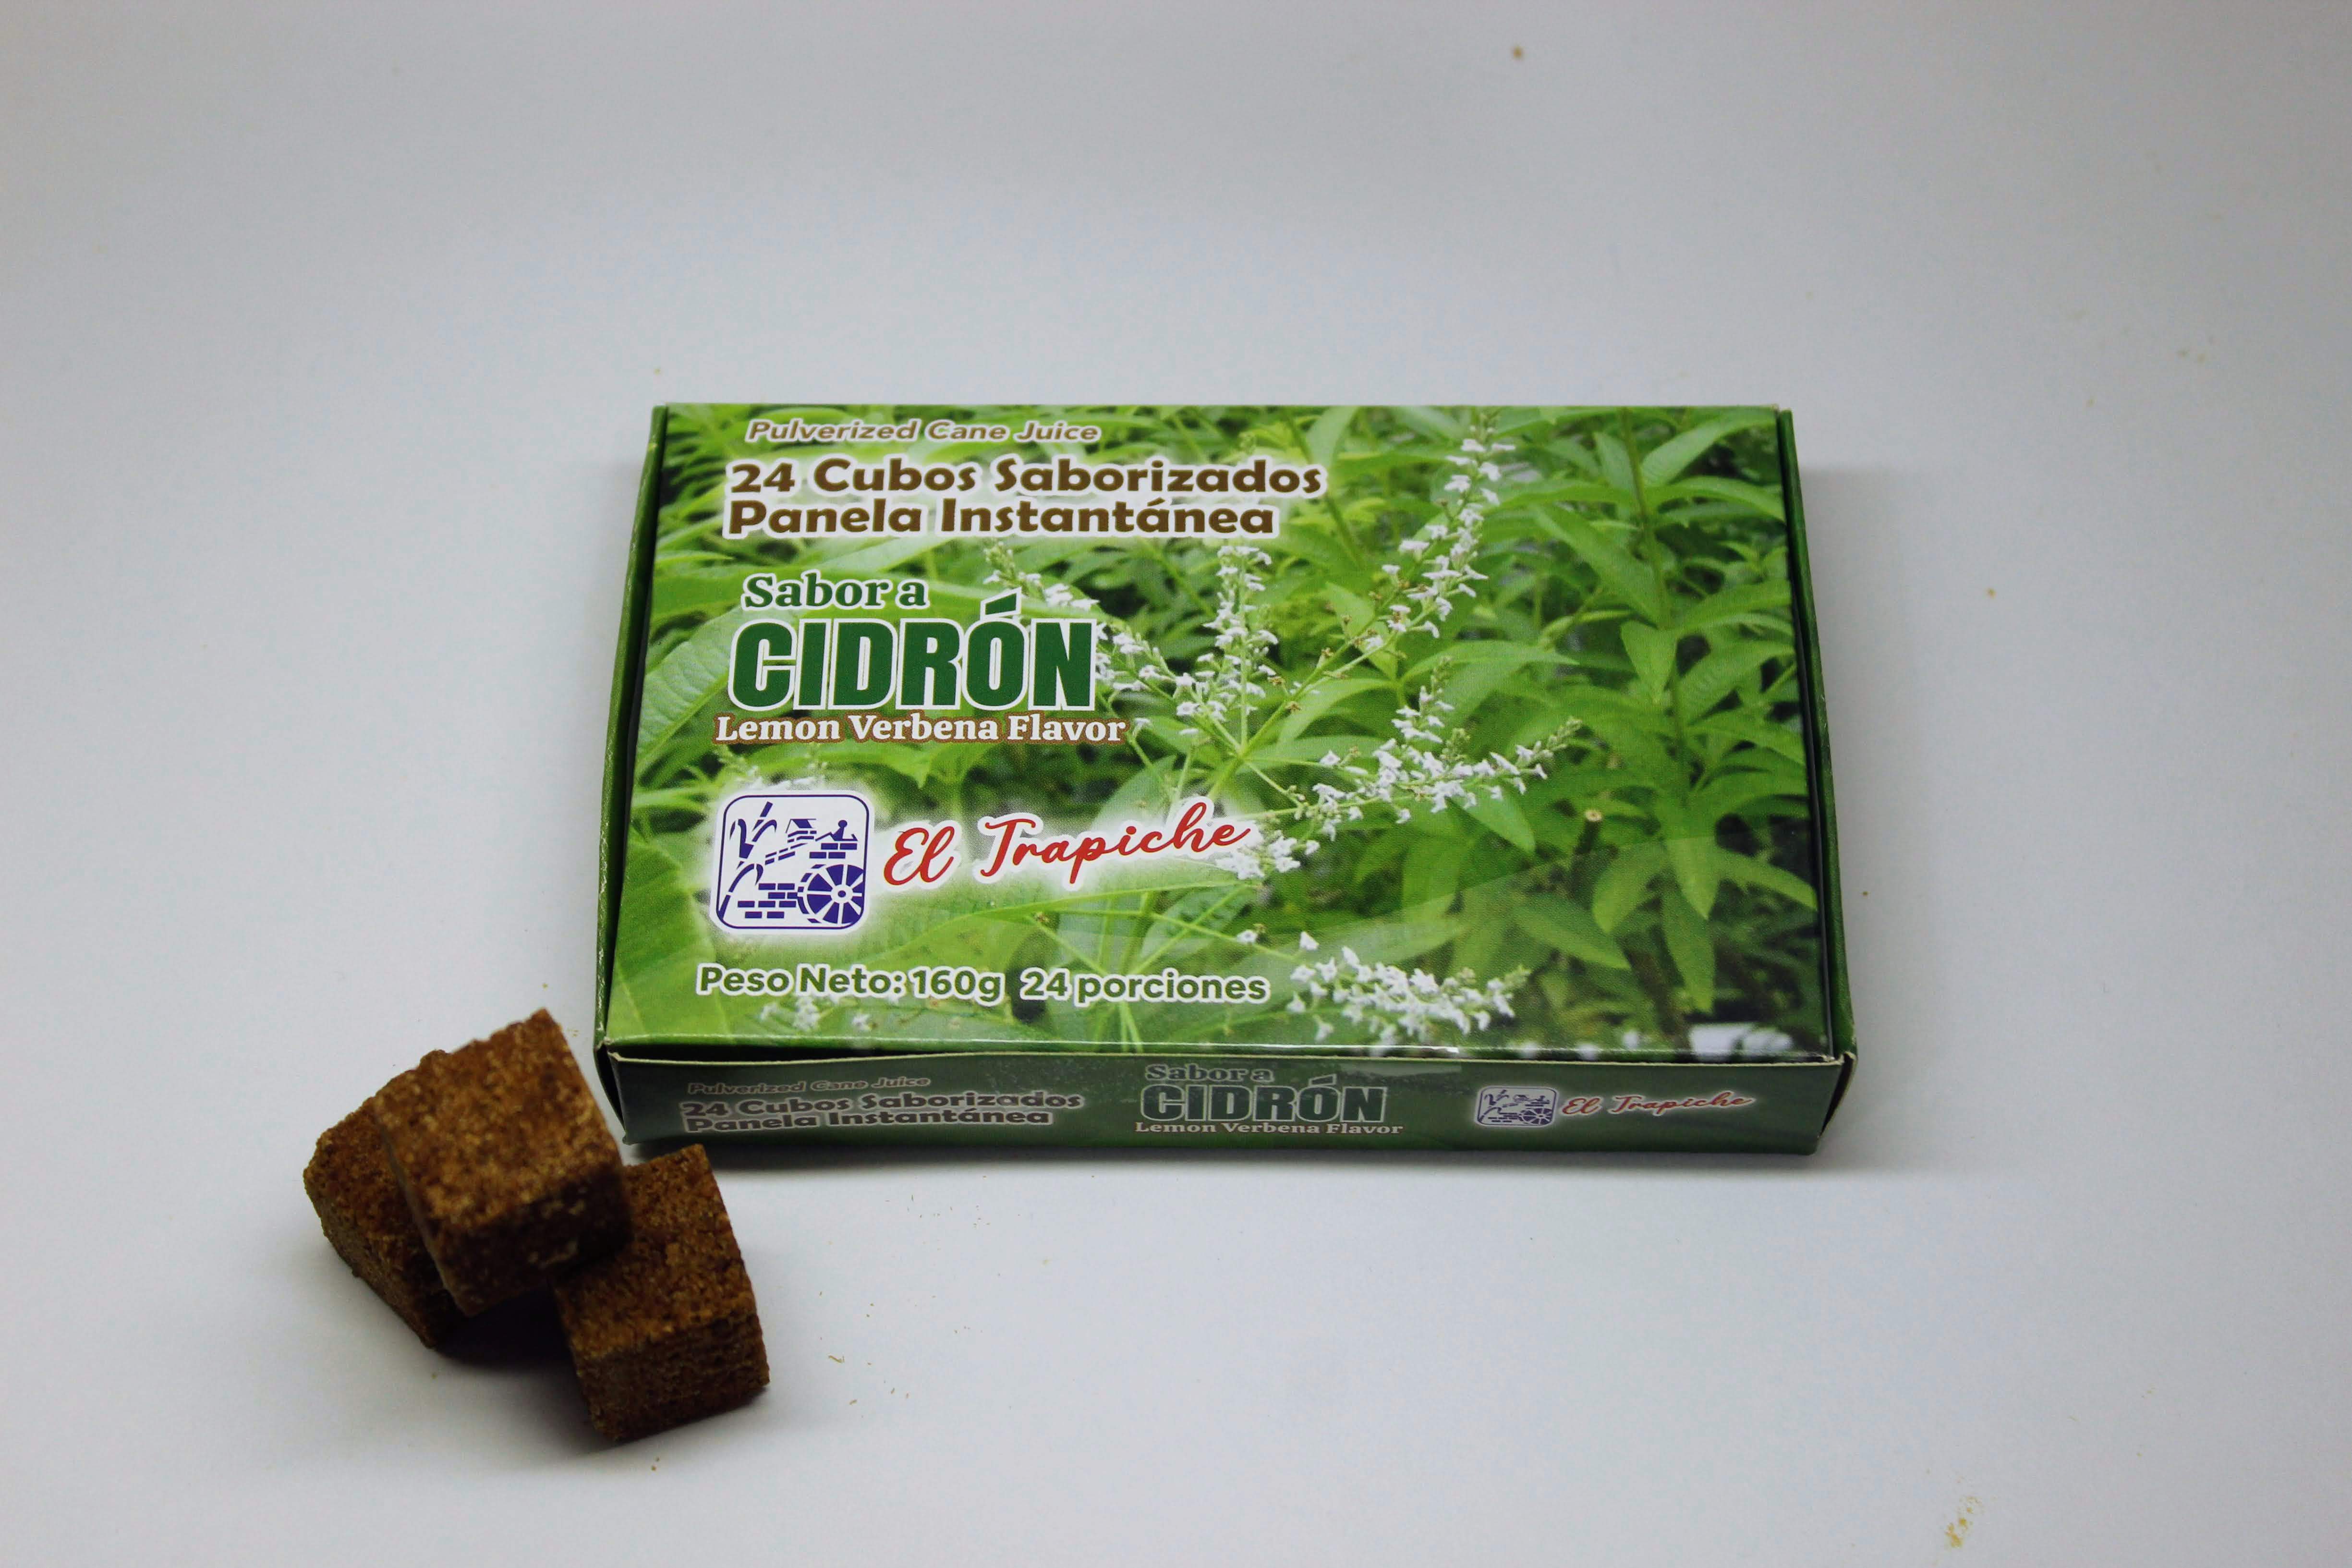 Pulverized Cane Juice
24 Cubos Saborizados
Panela Instantánea
Sabor a
CIDRÓN
Lemon Verbena Flavor
El Trapiche
Peso Neto: 160g 24 porciones
Pulverized Cane Juice
24 Cubos Saborizados
Panela Instantánea
Sabor a
CIDRÓN
Lemon Verbena Flavor
El Trapiche